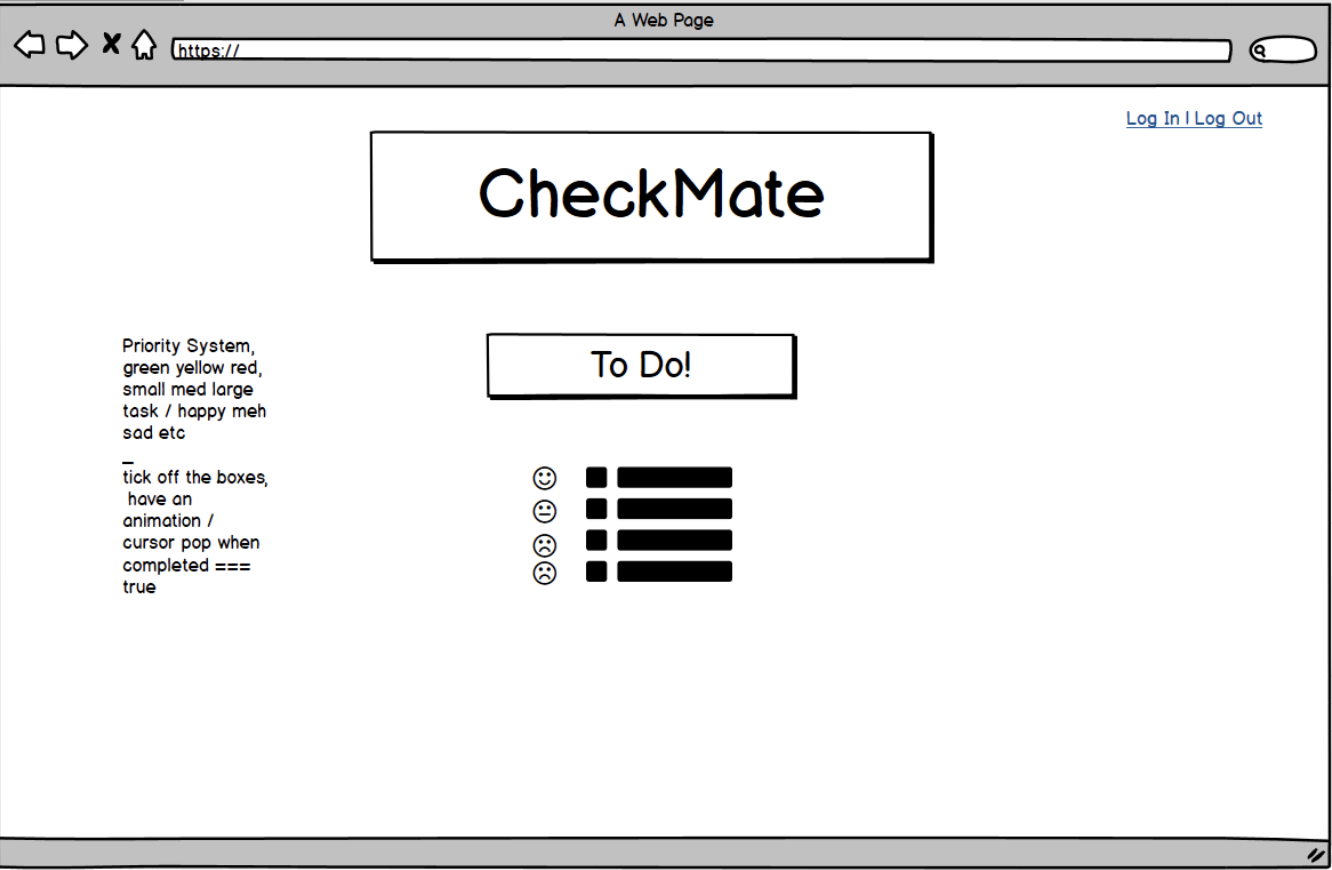 A Web Page
https://
Log In | Log Out
CheckMate
Priority System,
green yellow red,
small med large
task / happy meh
sad etc
_
tick off the boxes,
have an
animation /
cursor pop when
completed ===
true
To Do!